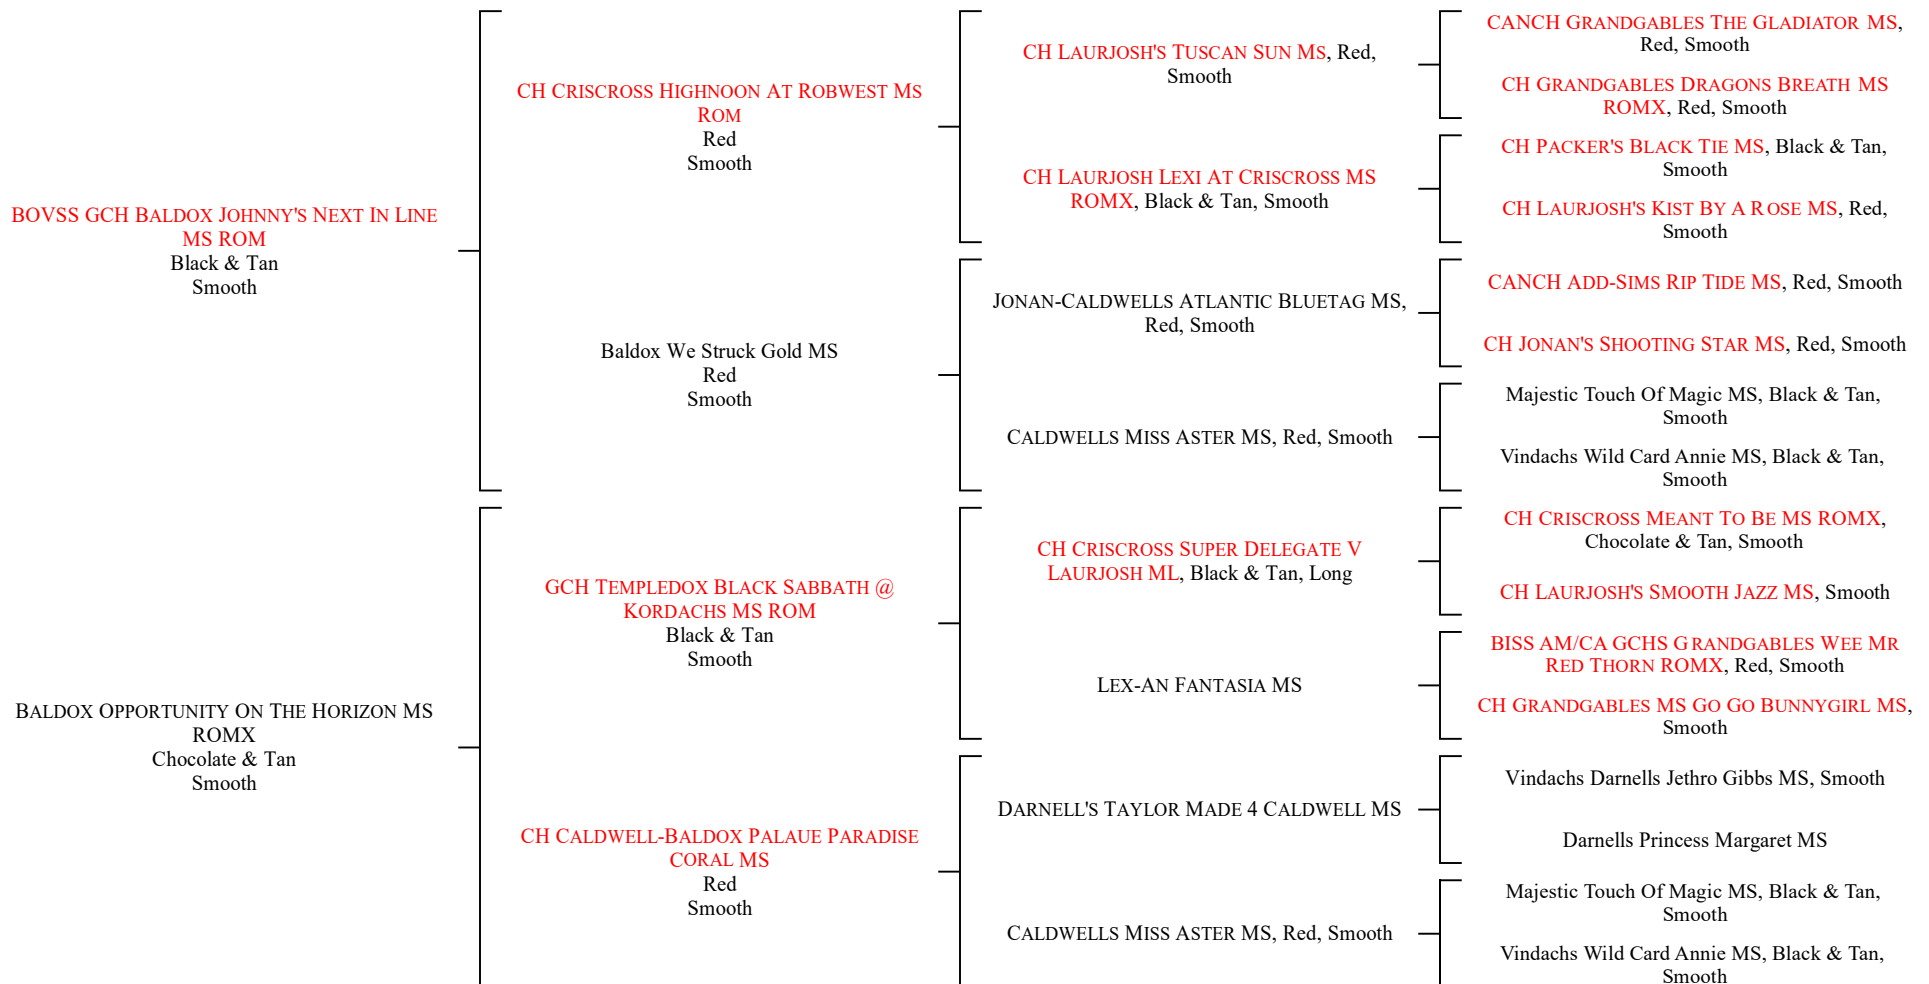 BOVSS GCH BALDOX JOHNNY'S NEXT IN LINE
MS ROM
Black & Tan
Smooth
BALDOX OPPORTUNITY ON THE HORIZON MS
ROMX
Chocolate & Tan
Smooth
CH CRISCROSS HIGHNOON AT ROBWEST MS
ROM
Red
Smooth
Baldox We Struck Gold MS
Red
Smooth
GCH TEMPLEDOX BLACK SABBATH @
KORDACHS MS ROM
Black & Tan
Smooth
CH CALDWELL-BALDOX PALAUE PARADISE
CORAL MS
Red
Smooth
CH LAURJOSH'S TUSCAN SUN MS, Red,
Smooth
CH LAURJOSH LEXI AT CRISCROSS MS
ROMX, Black & Tan, Smooth
JONAN-CALDWELLS ATLANTIC BLUETAG MS,
Red, Smooth
CALDWELLS MISS ASTER MS, Red, Smooth
CH CRISCROSS SUPER DELEGATE V
LAURJOSH ML, Black & Tan, Long
LEX-AN FANTASIA MS
DARNELL'S TAYLOR MADE 4 CALDWELL MS
CALDWELLS MISS ASTER MS, Red, Smooth
CANCH GRANDGABLES THE GLADIATOR MS,
Red, Smooth
CH GRANDGABLES DRAGONS BREATH MS
ROMX, Red, Smooth
CH PACKER'S BLACK TIE MS, Black & Tan,
Smooth
CH LAURJOSH'S KIST BY A ROSE MS, Red,
Smooth
CANCH ADD-SIMS RIP TIDE MS, Red, Smooth
CH JONAN'S SHOOTING STAR MS, Red, Smooth
Majestic Touch Of Magic MS, Black & Tan,
Smooth
Vindachs Wild Card Annie MS, Black & Tan,
Smooth
CH CRISCROSS MEANT TO BE MS ROMX,
Chocolate & Tan, Smooth
CH LAURJOSH'S SMOOTH JAZZ MS, Smooth
BISS AM/CA GCHS GRANDGABLES WEE MR
RED THORN ROMX, Red, Smooth
CH GRANDGABLES MS GO GO BUNNYGIRL MS,
Smooth
Vindachs Darnells Jethro Gibbs MS, Smooth
Darnells Princess Margaret MS
Majestic Touch Of Magic MS, Black & Tan,
Smooth
Vindachs Wild Card Annie MS, Black & Tan,
Smooth